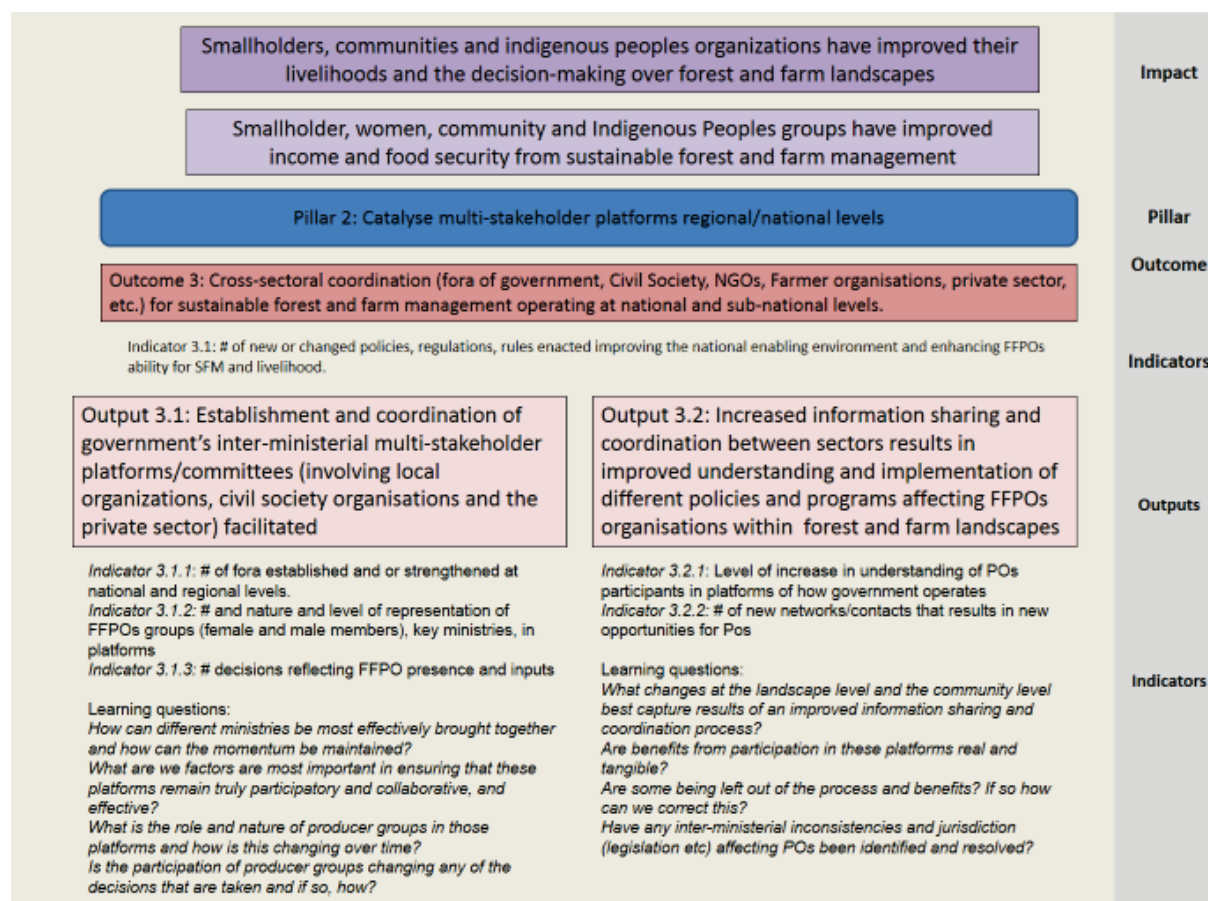 Smallholders, communities and indigenous peoples organizations have improved their
livelihoods and the decision-making over forest and farm landscapes
Impact
Smallholder, women, community and Indigenous Peoples groups have improved
income and food security from sustainable forest and farm management
Pillar 2: Catalyse multi-stakeholder platforms regional/national levels
Pillar
Outcome
Outcome 3: Cross-sectoral coordination (fora of government, Civil Society, NGOs, Farmer organisations, private sector,
etc.) for sustainable forest and farm management operating at national and sub-national levels.
Indicator 3.1: # of new or changed policies, regulations, rules enacted improving the national enabling environment and enhancing FFPOs
ability for SFM and livelihood.
Indicators
Output 3.1: Establishment and coordination of
government's inter-ministerial multi-stakeholder
platforms/committees (involving local
organizations, civil society organisations and the
private sector) facilitated
Output 3.2: Increased information sharing and
coordination between sectors results in
improved understanding and implementation of
different policies and programs affecting FFPOs
organisations within forest and farm landscapes
Outputs
Indicator 3.1.1: # of fora established and or strengthened at
national and regional levels.
Indicator 3.1.2: # and nature and level of representation of
FFPOs groups (female and male members), key ministries, in
platforms
Indicator 3.1.3: # decisions reflecting FFPO presence and inputs
Learning questions:
How can different ministries be most effectively brought together
and how can the momentum be maintained?
What are we factors are most important in ensuring that these
platforms remain truly participatory and collaborative, and
effective?
What is the role and nature of producer groups in those
platforms and how is this changing over time?
Is the participation of producer groups changing any of the
decisions that are taken and if so, how?
Indicator 3.2.1: Level of increase in understanding of POs
participants in platforms of how government operates
Indicator 3.2.2: # of new networks/contacts that results in new
opportunities for Pos
Learning questions:
What changes at the landscape level and the community level
best capture results of an improved information sharing and
coordination process?
Are benefits from participation in these platforms real and
tangible?
Are some being left out of the process and benefits? If so how
can we correct this?
Have any inter-ministerial inconsistencies and jurisdiction
(legislation etc) affecting POs been identified and resolved?
Indicators